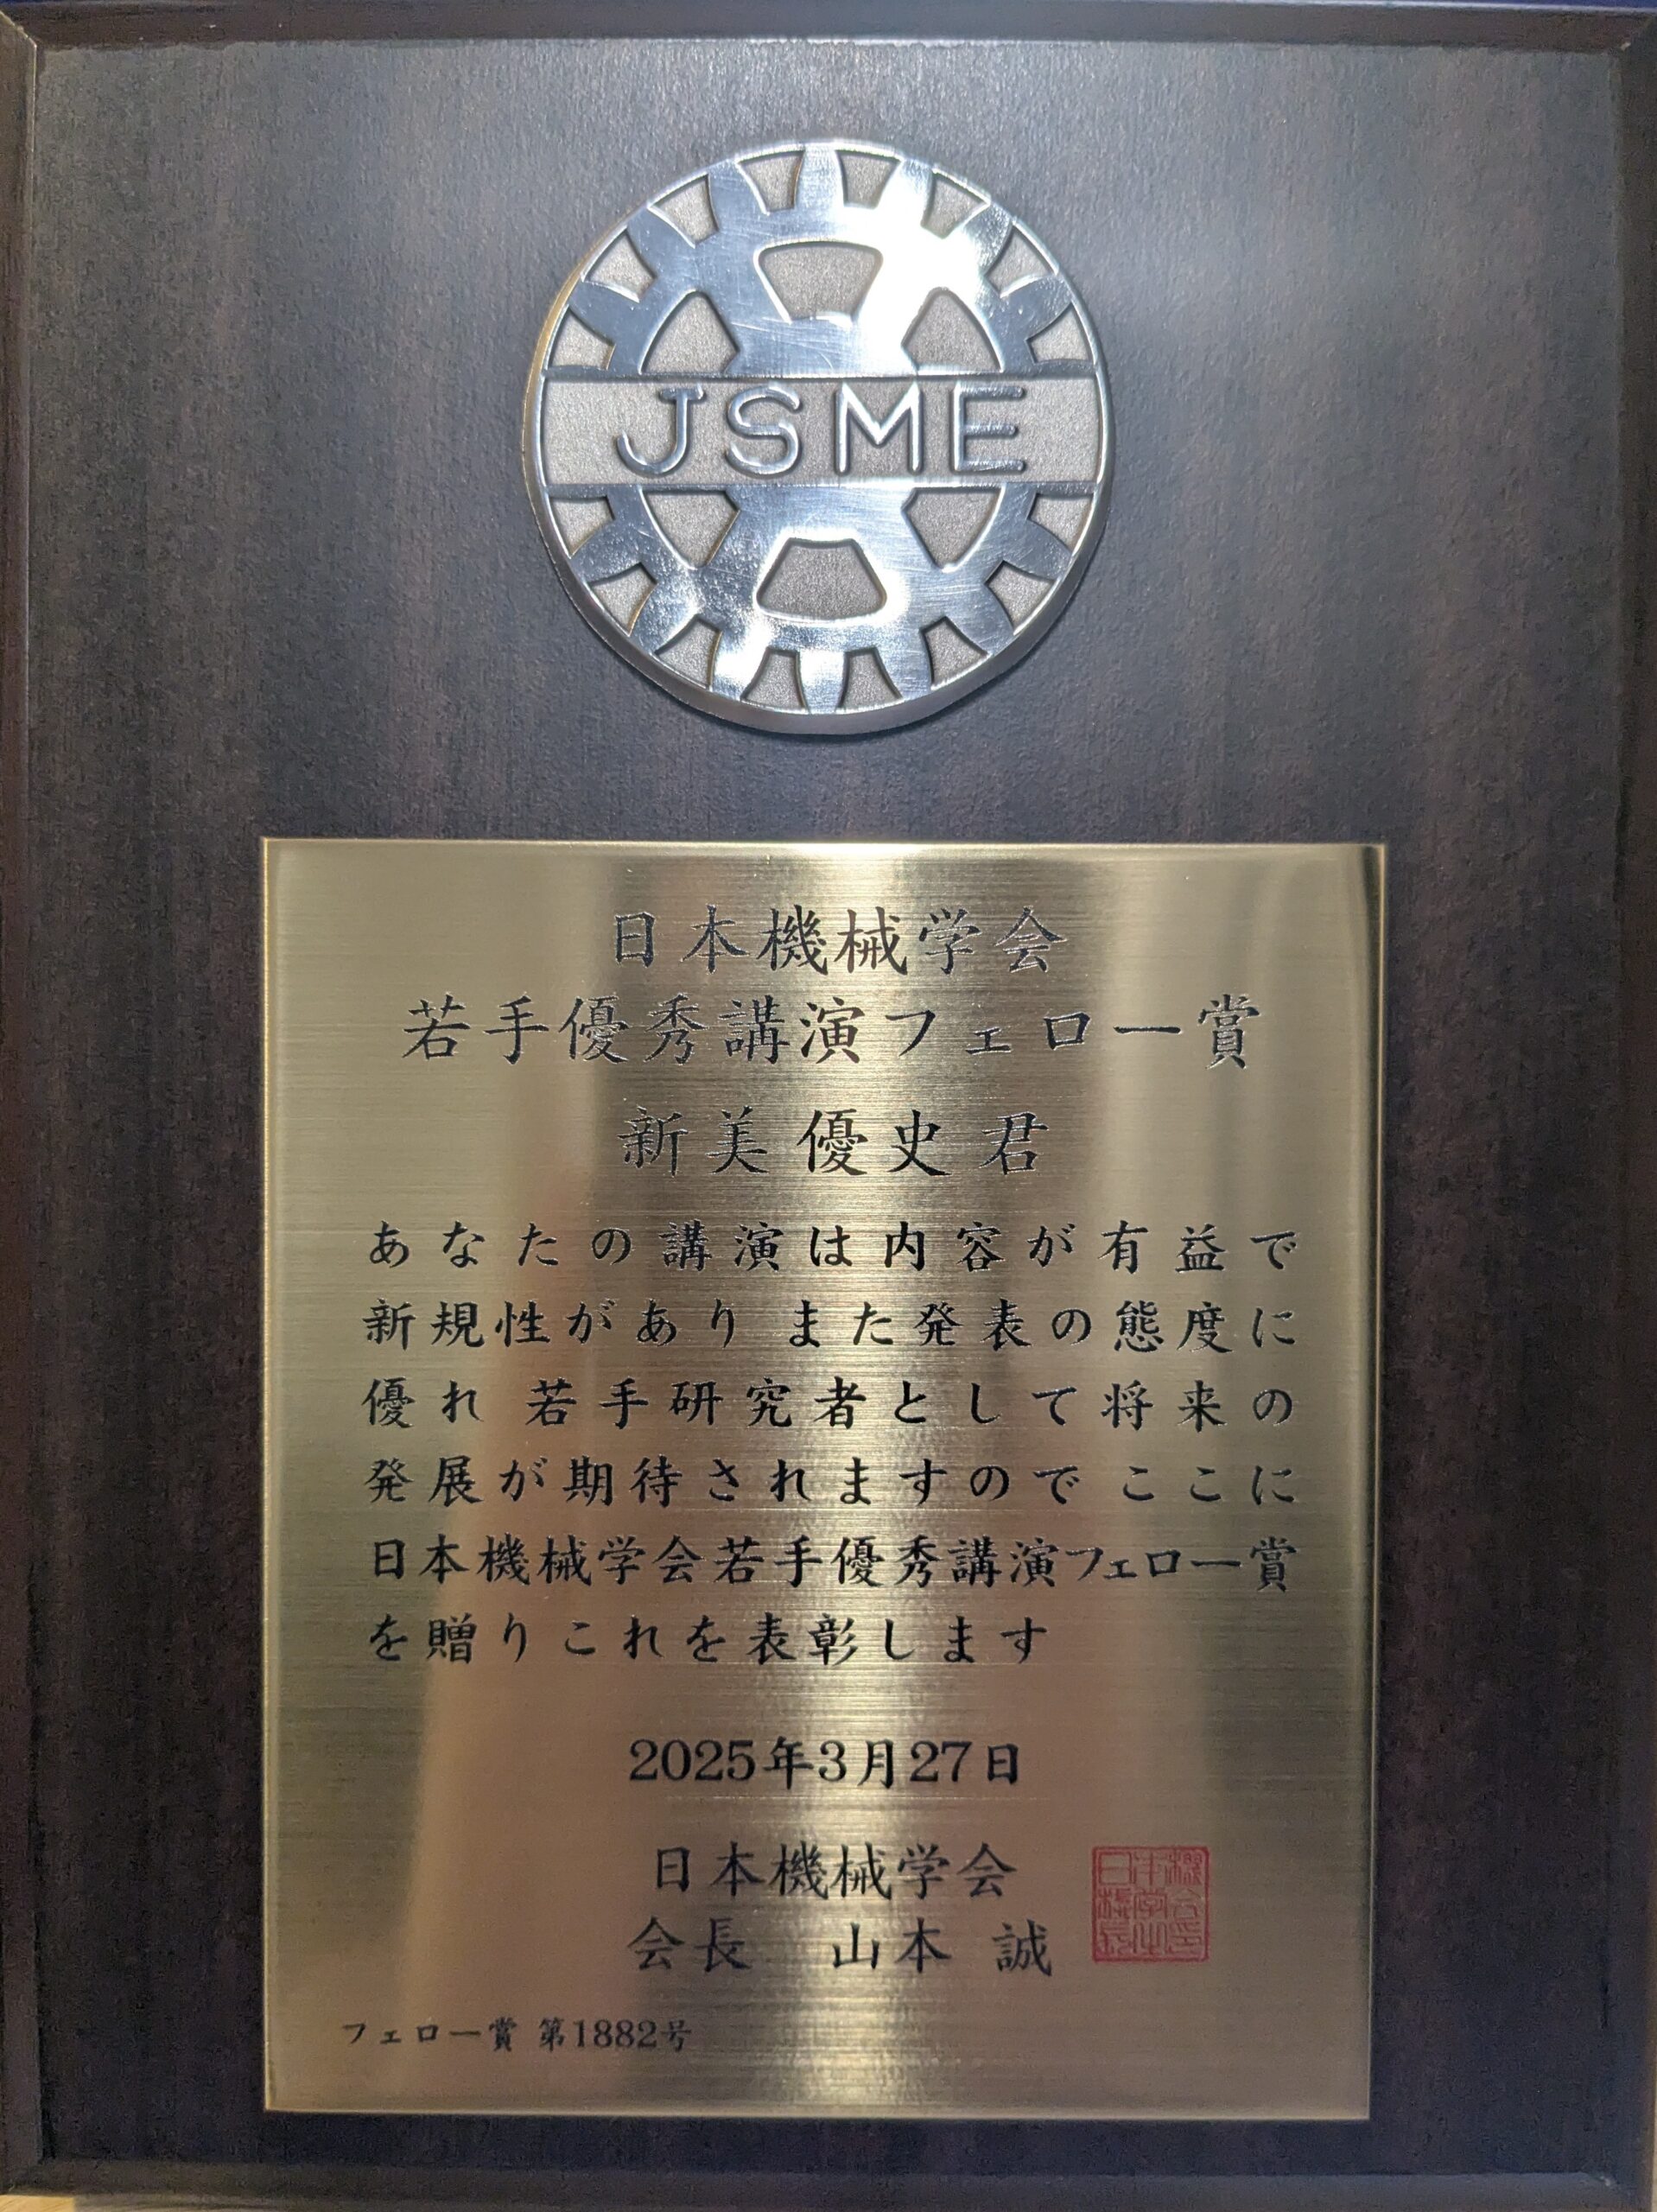 JSME
日本機械学会
若手優秀講演フェロー賞
新美優史君
あなたの講演は内容が有益で
新規性があり また発表の態度に
優れ 若手研究者として将来の
発展が期待されますので ここに
日本機械学会若手優秀講演フェロー賞
を贈りこれを表彰します
2025年3月27日
日本機械学会
会長 山本 誠
フェロー賞 第1882号